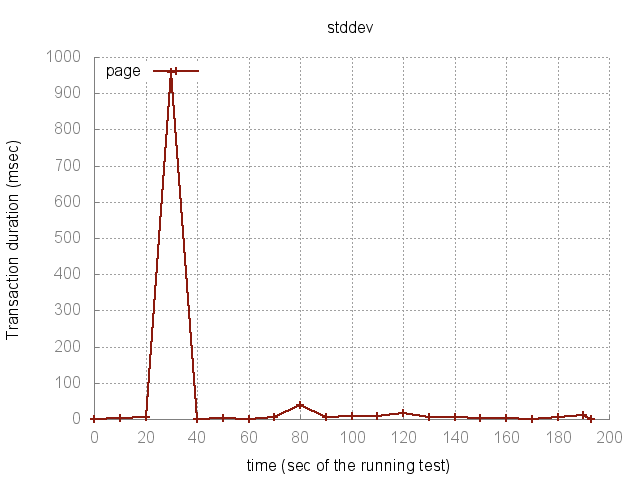 stddev
page
1000
900
800
700
600
500
400
300
200
100
0
Transaction duration (msec)
0 20 40 60 80 100 120 140 160 180 200
time (sec of the running test)